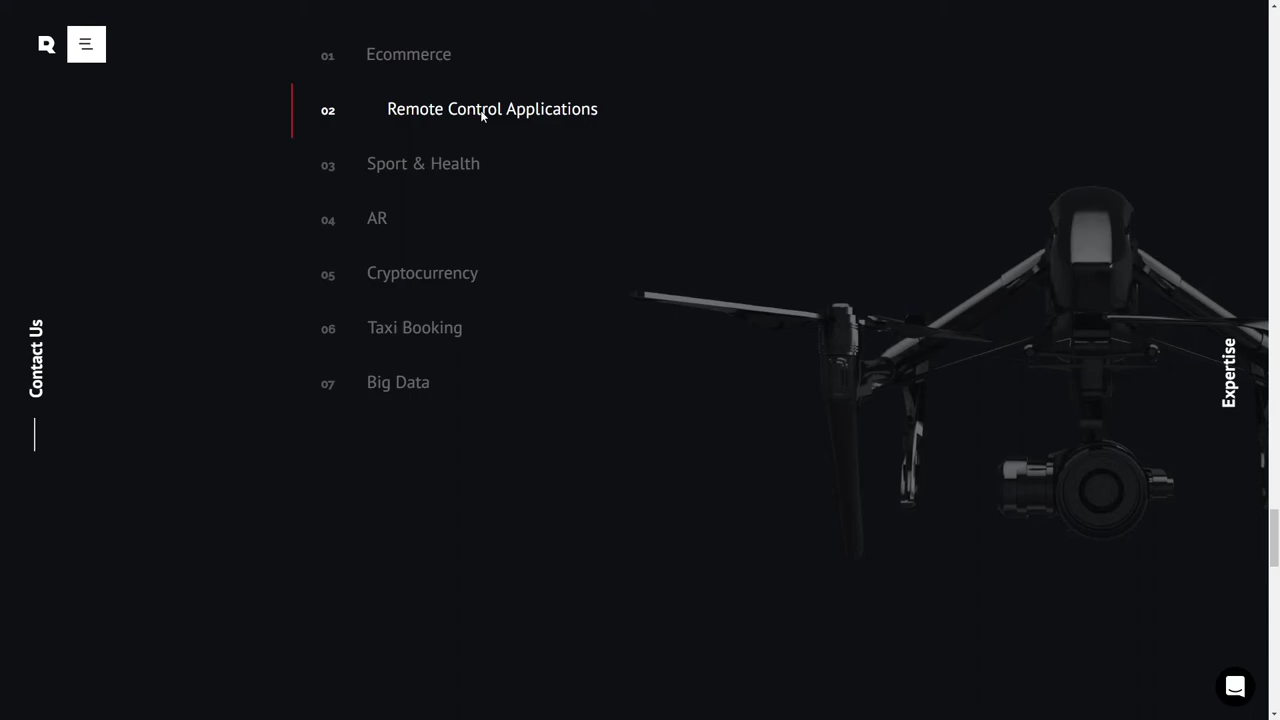 R
01 Ecommerce
02 Remote Control Applications
03 Sport & Health
04 AR
05 Cryptocurrency
06 Taxi Booking
07 Big Data
Contact Us
Expertise